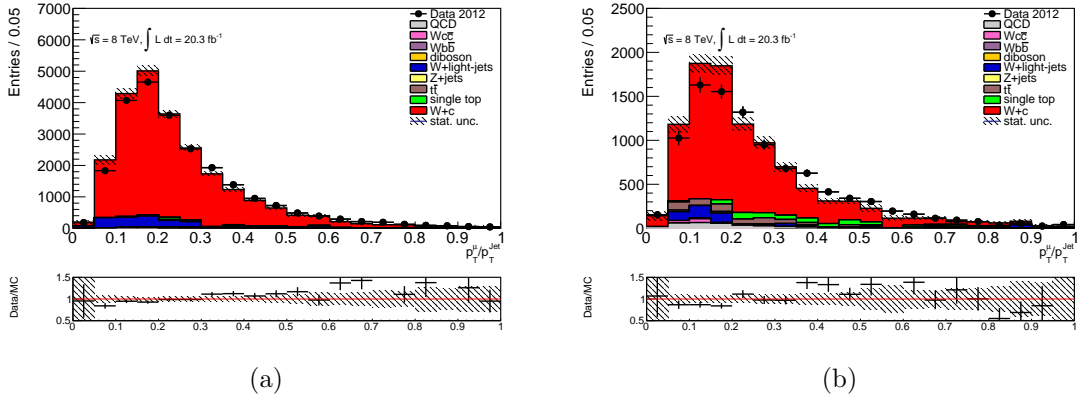 Entries / 0.05
7000
6000
5000
4000
3000
2000
1000
0
√s = 8 TeV, ∫ L dt = 20.3 fb⁻¹
Data 2012
QCD
Wcc̄
Wbb̄
diboson
W+light-jets
Z+jets
tt̄
single top
W+c
stat. unc.
0 0.1 0.2 0.3 0.4 0.5 0.6 0.7 0.8 0.9 1
p_T^μ/p_T^Jet
Data/MC
1.5
1
0.5
0 0.1 0.2 0.3 0.4 0.5 0.6 0.7 0.8 0.9 1
(a)
Entries / 0.05
2500
2000
1500
1000
500
0
√s = 8 TeV, ∫ L dt = 20.3 fb⁻¹
Data 2012
QCD
Wcc̄
Wbb̄
diboson
W+light-jets
Z+jets
tt̄
single top
W+c
stat. unc.
0 0.1 0.2 0.3 0.4 0.5 0.6 0.7 0.8 0.9 1
p_T^μ/p_T^Jet
Data/MC
1.5
1
0.5
0 0.1 0.2 0.3 0.4 0.5 0.6 0.7 0.8 0.9 1
(b)